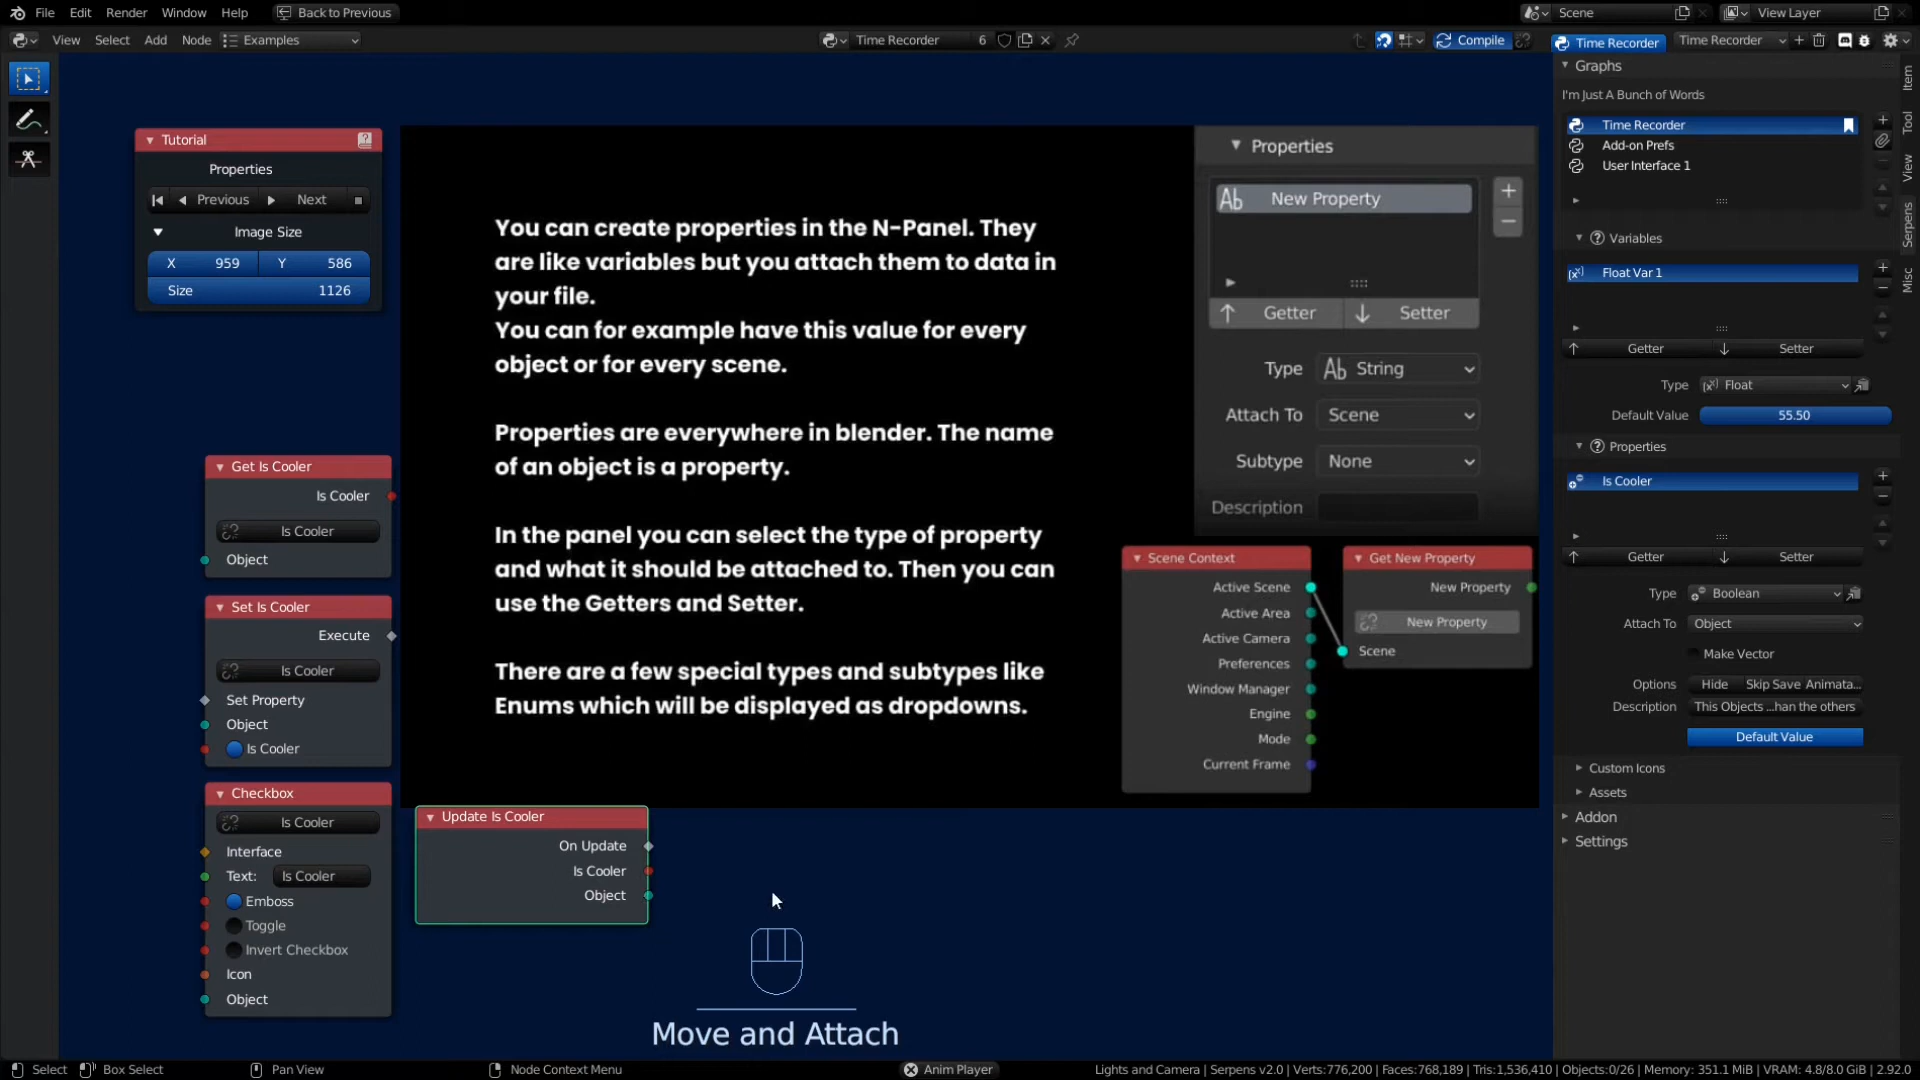 File Edit Render Window Help Back to Previous Scene View Layer
View Select Add Node Examples Time Recorder 6 Compile Time Recorder Time Recorder
Graphs
I'm Just A Bunch of Words
Time Recorder
Add-on Prefs
User Interface 1
Variables
Float Var 1
Getter Setter
Type Float
Default Value 55.50
Properties
Is Cooler
Getter Setter
Type Boolean
Attach To Object
Make Vector
Options Hide Skip Save Animata...
Description This Objects ...han the others
Default Value
Custom Icons
Assets
Addon
Settings
Item
Tool
View
Serpens
Misc
Tutorial
Properties
Previous Next
Image Size
X 959 Y 586
Size 1126
You can create properties in the N-Panel. They
are like variables but you attach them to data in
your file.
You can for example have this value for every
object or for every scene.
Properties are everywhere in blender. The name
of an object is a property.
In the panel you can select the type of property
and what it should be attached to. Then you can
use the Getters and Setter.
There are a few special types and subtypes like
Enums which will be displayed as dropdowns.
Properties
Ab New Property
Getter Setter
Type Ab String
Attach To Scene
Subtype None
Description
Scene Context
Active Scene
Active Area
Active Camera
Preferences
Window Manager
Engine
Mode
Current Frame
Get New Property
New Property
New Property
Scene
Get Is Cooler
Is Cooler
Is Cooler
Object
Set Is Cooler
Execute
Is Cooler
Set Property
Object
Is Cooler
Checkbox
Is Cooler
Interface
Text: Is Cooler
Emboss
Toggle
Invert Checkbox
Icon
Object
Update Is Cooler
On Update
Is Cooler
Object
Move and Attach
Select Box Select Pan View Node Context Menu Anim Player Lights and Camera | Serpens v2.0 | Verts:776,200 | Faces:768,189 | Tris:1,536,410 | Objects:0/26 | Memory: 351.1 MiB | VRAM: 4.8/8.0 GiB | 2.92.0